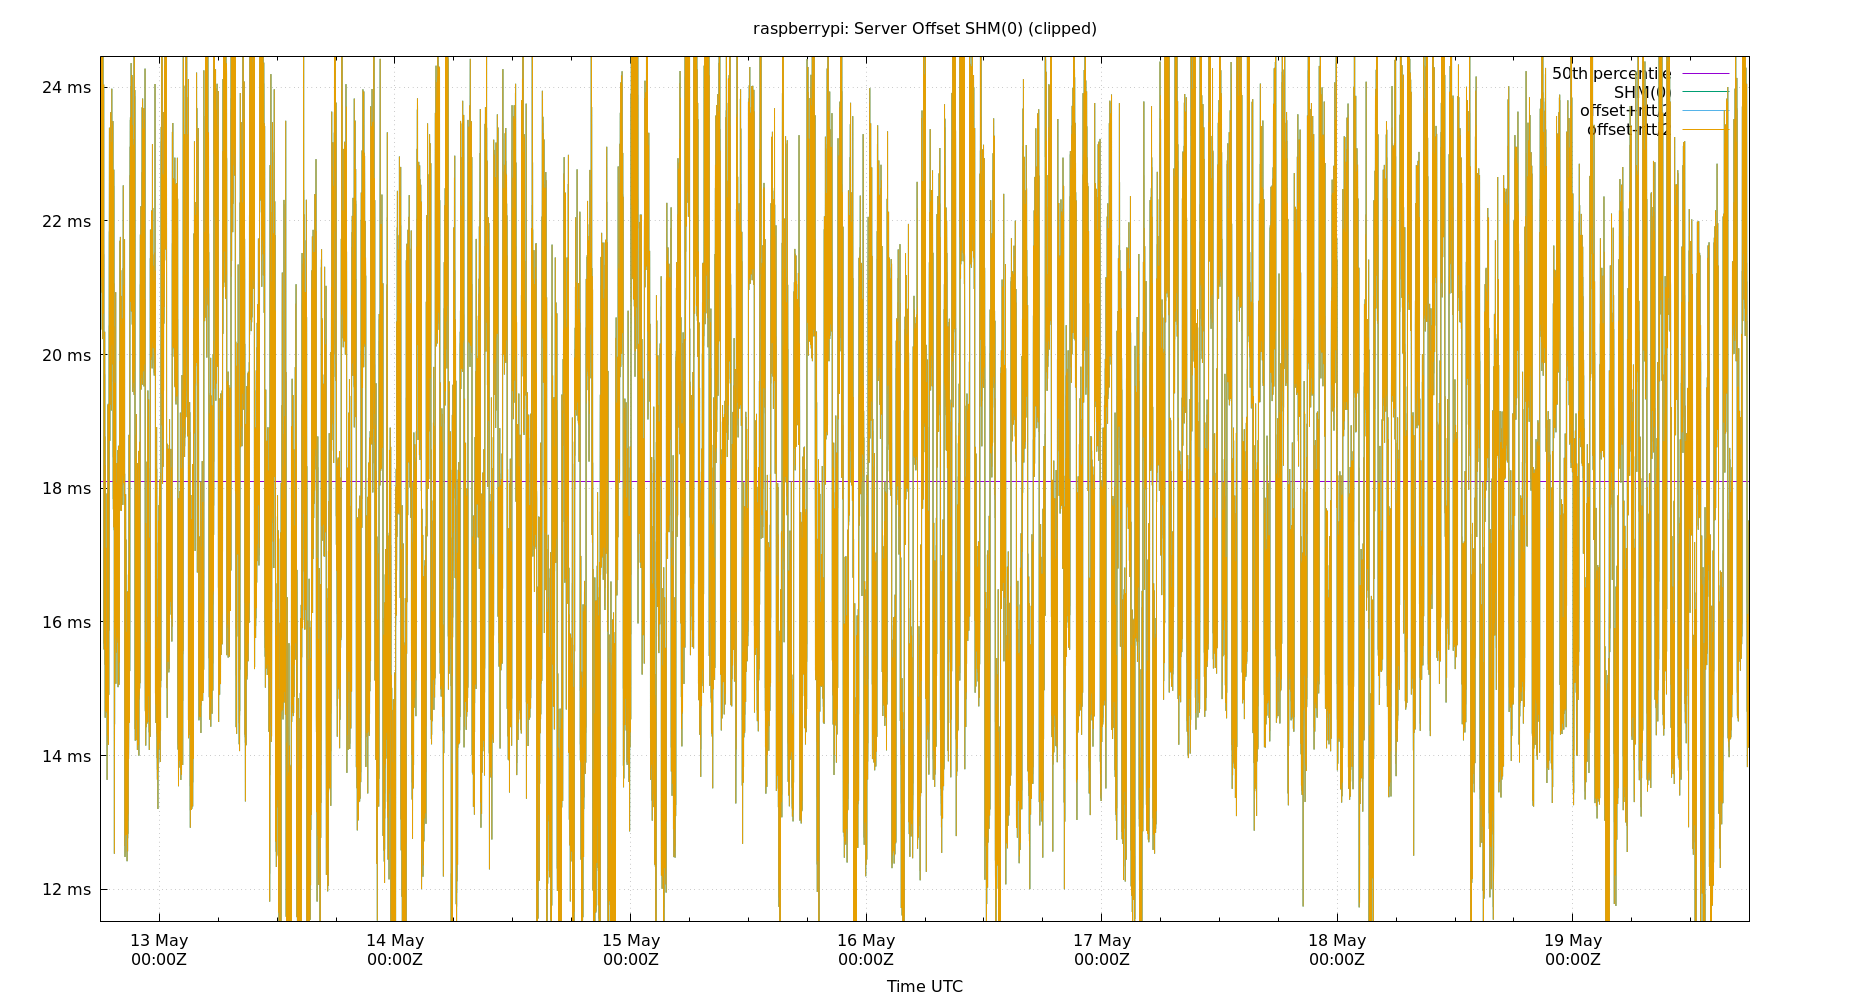 raspberrypi: Server Offset SHM(0) (clipped)
50th percentile
SHM(0)
offset+rtt/2
offset-rtt/2
24 ms
22 ms
20 ms
18 ms
16 ms
14 ms
12 ms
13 May 14 May 15 May 16 May 17 May 18 May 19 May
00:00Z 00:00Z 00:00Z 00:00Z 00:00Z 00:00Z 00:00Z
Time UTC